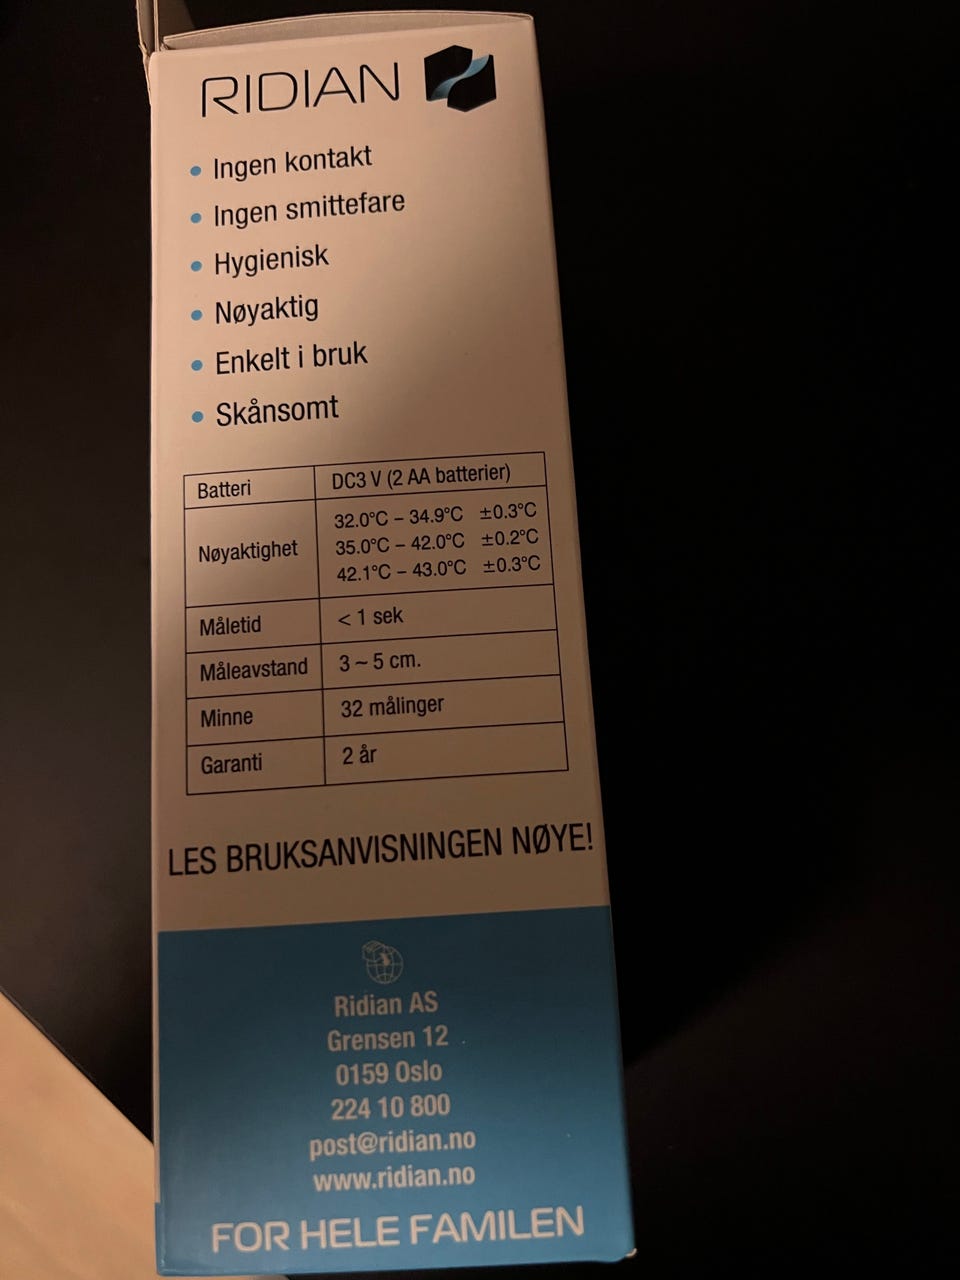 RIDIAN
• Ingen kontakt
• Ingen smittefare
• Hygienisk
• Nøyaktig
• Enkelt i bruk
• Skånsomt
Batteri DC3 V (2 AA batterier)
Nøyaktighet
32.0°C – 34.9°C ±0.3°C
35.0°C – 42.0°C ±0.2°C
42.1°C – 43.0°C ±0.3°C
Måletid < 1 sek
Måleavstand 3 ~ 5 cm.
Minne 32 målinger
Garanti 2 år
LES BRUKSANVISNINGEN NØYE!
Ridian AS
Grensen 12
0159 Oslo
224 10 800
post@ridian.no
www.ridian.no
FOR HELE FAMILEN